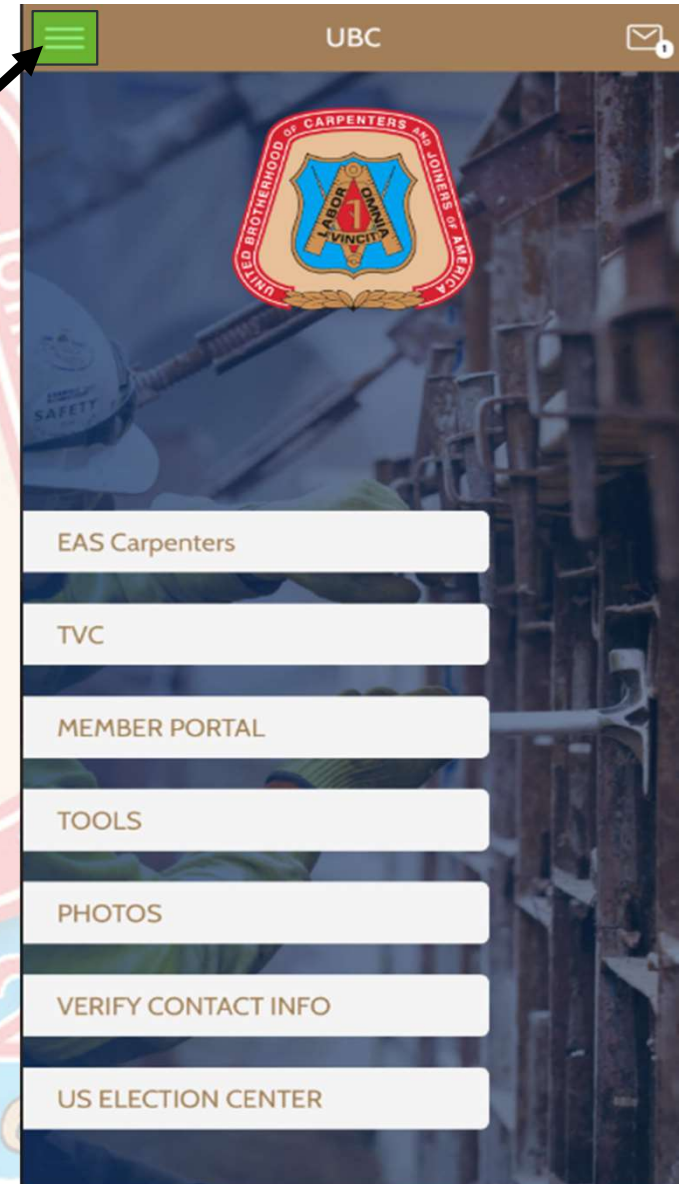 UBC
1
UNITED BROTHERHOOD OF CARPENTERS AND JOINERS OF AMERICA
LABOR OMNIA
VINCIT
SAFETY
EAS Carpenters
TVC
MEMBER PORTAL
TOOLS
PHOTOS
VERIFY CONTACT INFO
US ELECTION CENTER